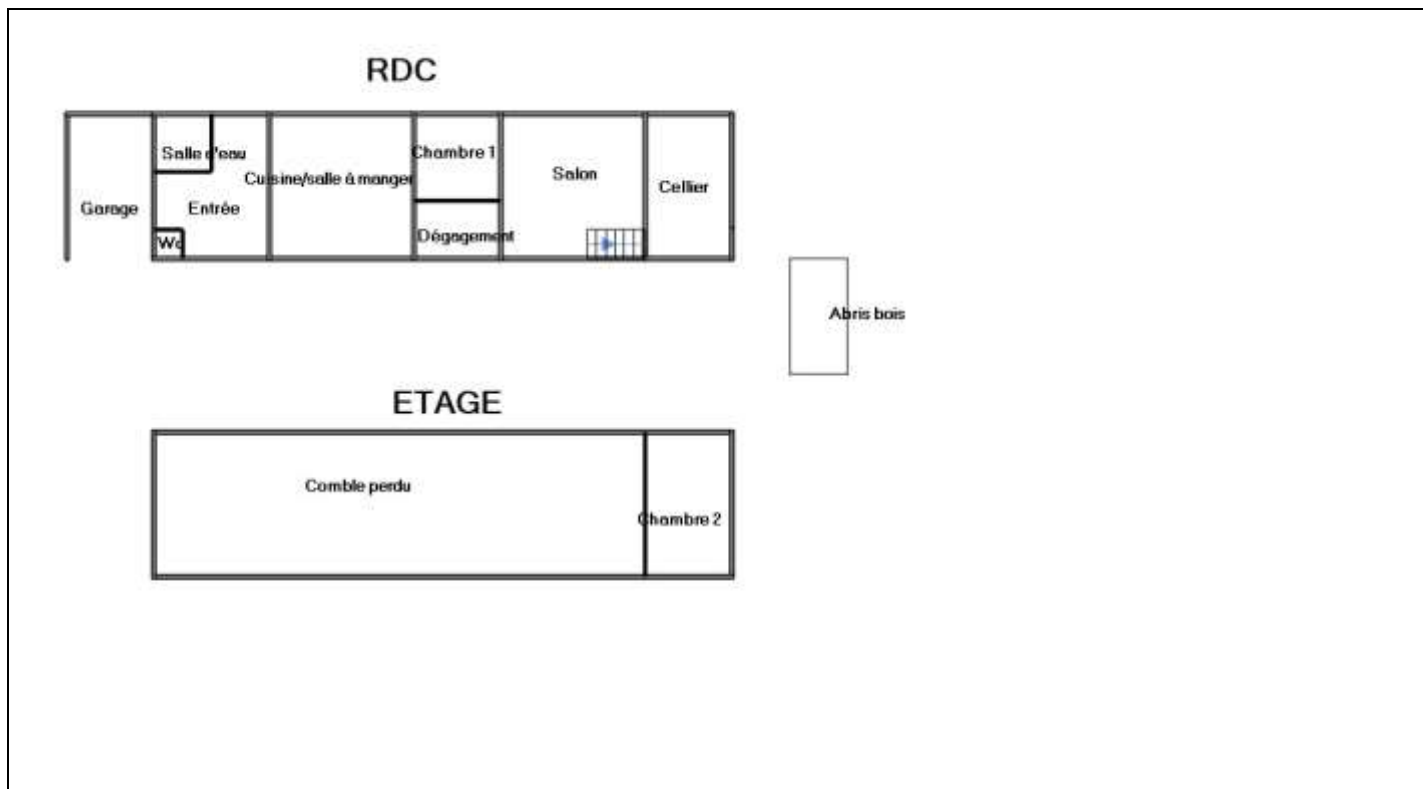 RDC
Salle d'eau
Chambre 1
Cuisine/salle à manger
Salon
Cellier
Garage
Entrée
Wc
Dégagement
Abris bois
ETAGE
Comble perdu
Chambre 2